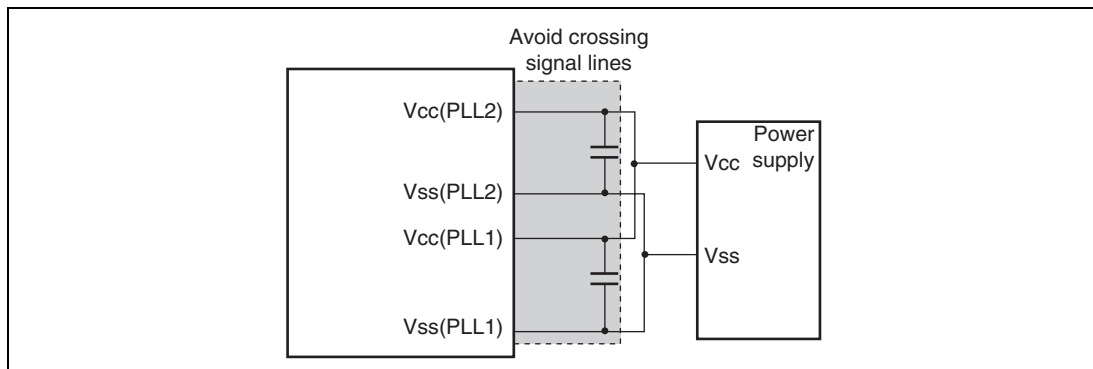 Avoid crossing
signal lines
Vcc(PLL2)
Vss(PLL2)
Vcc(PLL1)
Vss(PLL1)
Power
supply
Vcc
Vss